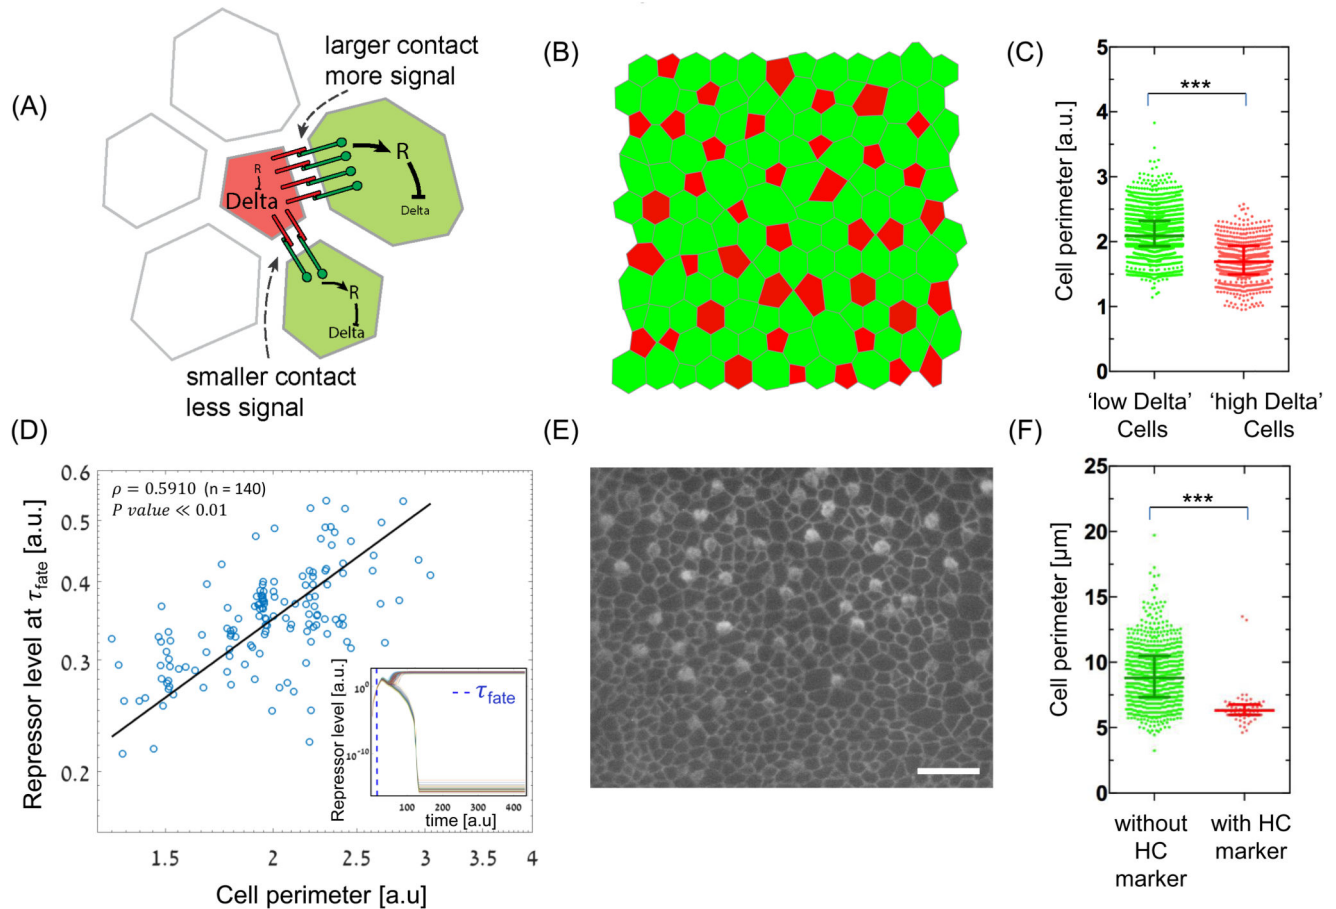 (A)
larger contact
more signal
R
Delta
R
Delta
R
Delta
smaller contact
less signal
(B)
(C)
Cell perimeter [a.u.]
5
4
3
2
1
0
***
'low Delta'
Cells
'high Delta'
Cells
(D)
Repressor level at τfate [a.u.]
0.6
0.5
0.4
0.3
0.2
ρ = 0.5910 (n = 140)
P value ≪ 0.01
Repressor level [a.u.]
10^0
10^-10
τfate
100
200
300
400
time [a.u]
1.5
2
2.5
3
3.5
4
Cell perimeter [a.u]
(E)
(F)
Cell perimeter [µm]
25
20
15
10
5
0
***
without
HC
marker
with HC
marker